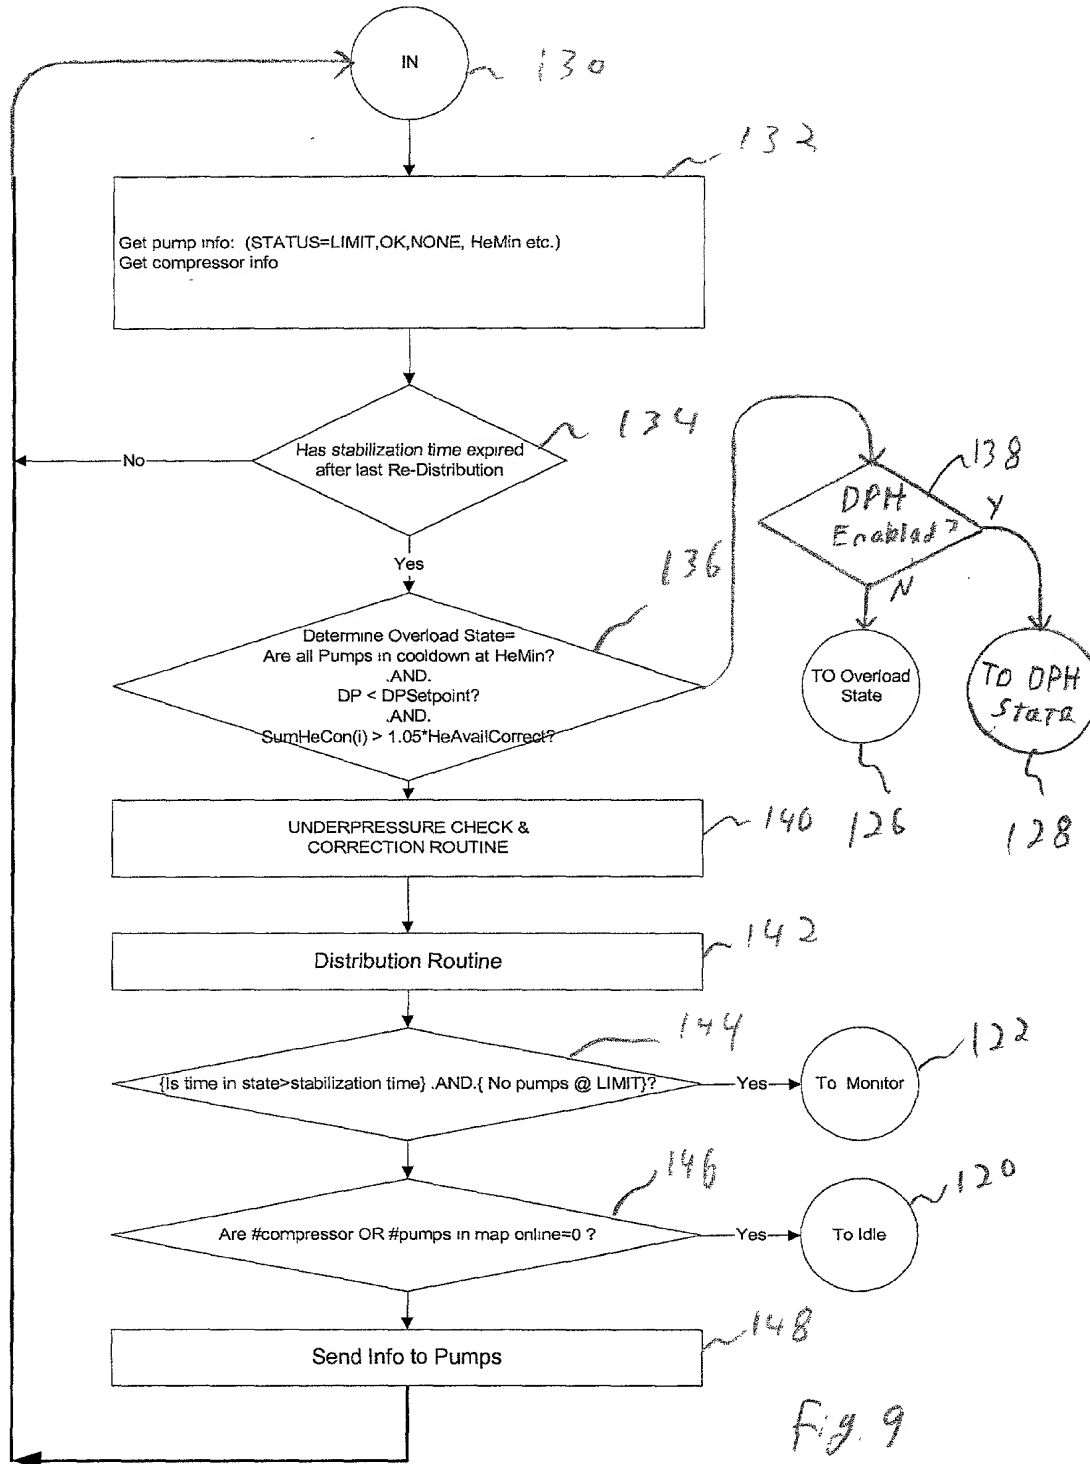 IN
130
132
Get pump info: (STATUS=LIMIT,OK,NONE, HeMin etc.)
Get compressor info
134
Has stabilization time expired
after last Re-Distribution
No
Yes
138
DPH
Enabled?
Y
N
136
Determine Overload State=
Are all Pumps in cooldown at HeMin?
.AND.
DP < DPSetpoint?
.AND.
SumHeCon(i) > 1.05*HeAvailCorrect?
TO Overload
State
TO DPH
State
126
128
UNDERPRESSURE CHECK &
CORRECTION ROUTINE
140
Distribution Routine
142
144
{Is time in state>stabilization time} .AND.{ No pumps @ LIMIT}?
Yes
To Monitor
122
146
Are #compressor OR #pumps in map online=0 ?
Yes
To Idle
120
Send Info to Pumps
148
Fig. 9